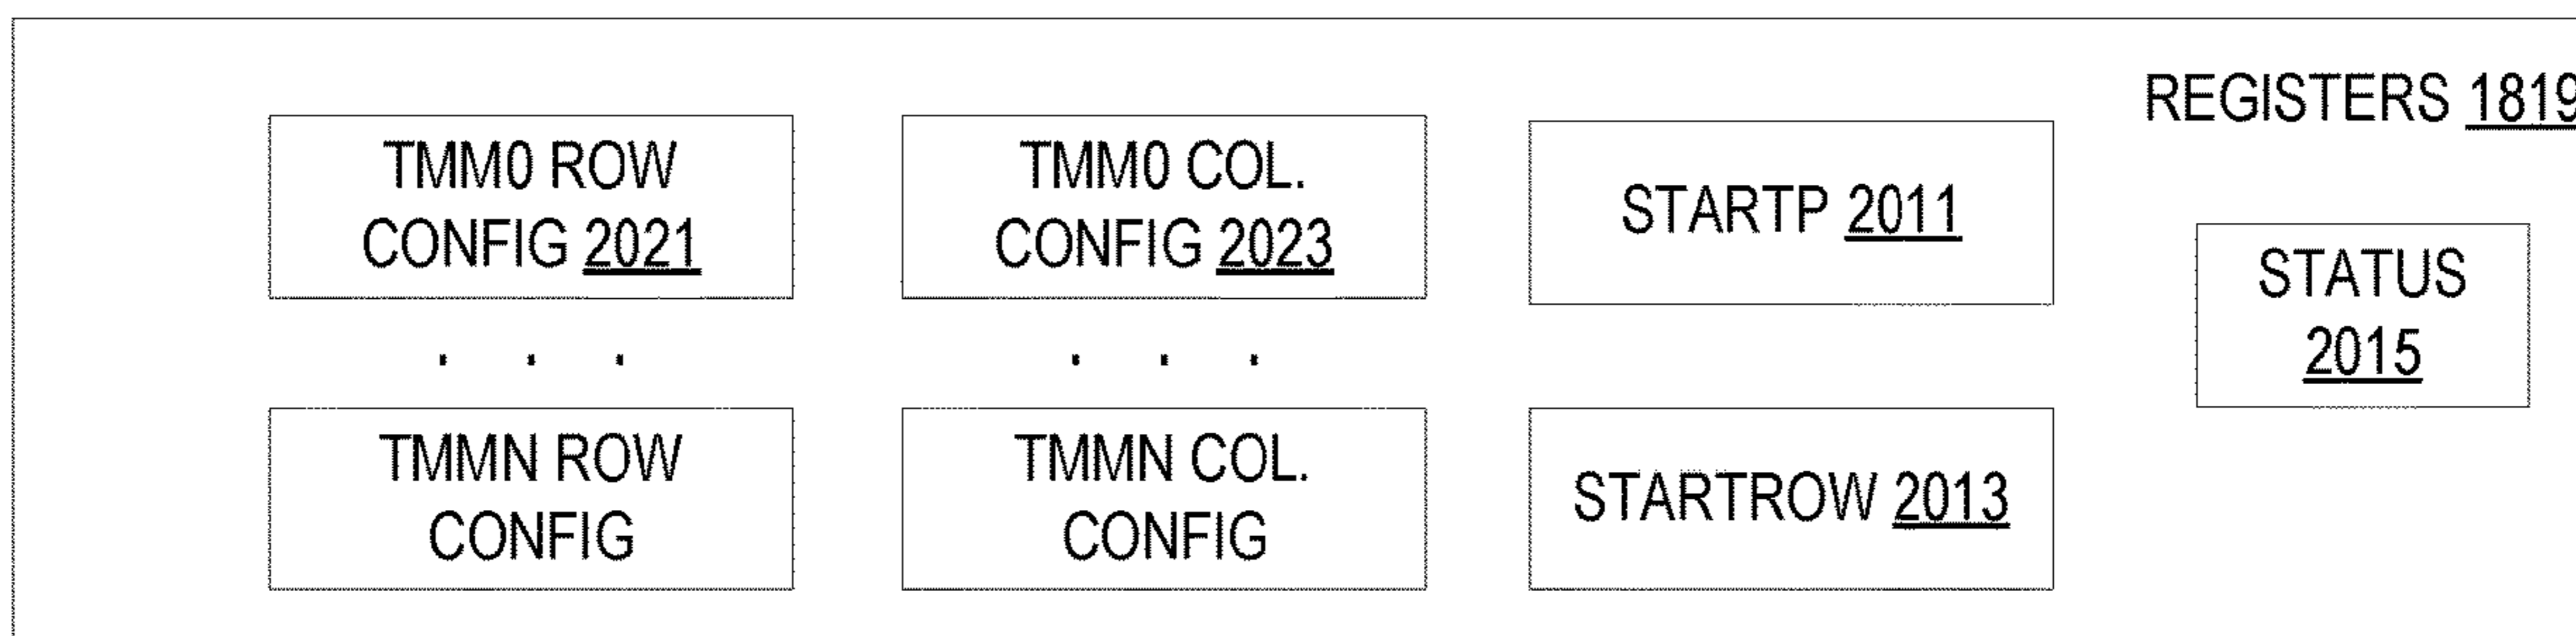 REGISTERS 1819
TMM0 ROW
CONFIG 2021
TMM0 COL.
CONFIG 2023
STARTP 2011
STATUS
2015
. . .
. . .
TMMN ROW
CONFIG
TMMN COL.
CONFIG
STARTROW 2013